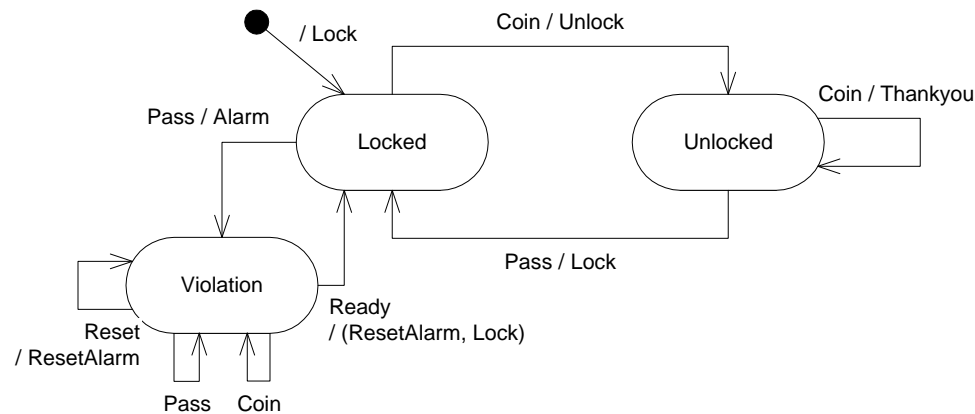 / Lock
Coin / Unlock
Coin / Thankyou
Pass / Alarm
Locked
Unlocked
Pass / Lock
Violation
Ready
/ (ResetAlarm, Lock)
Reset
/ ResetAlarm
Pass
Coin